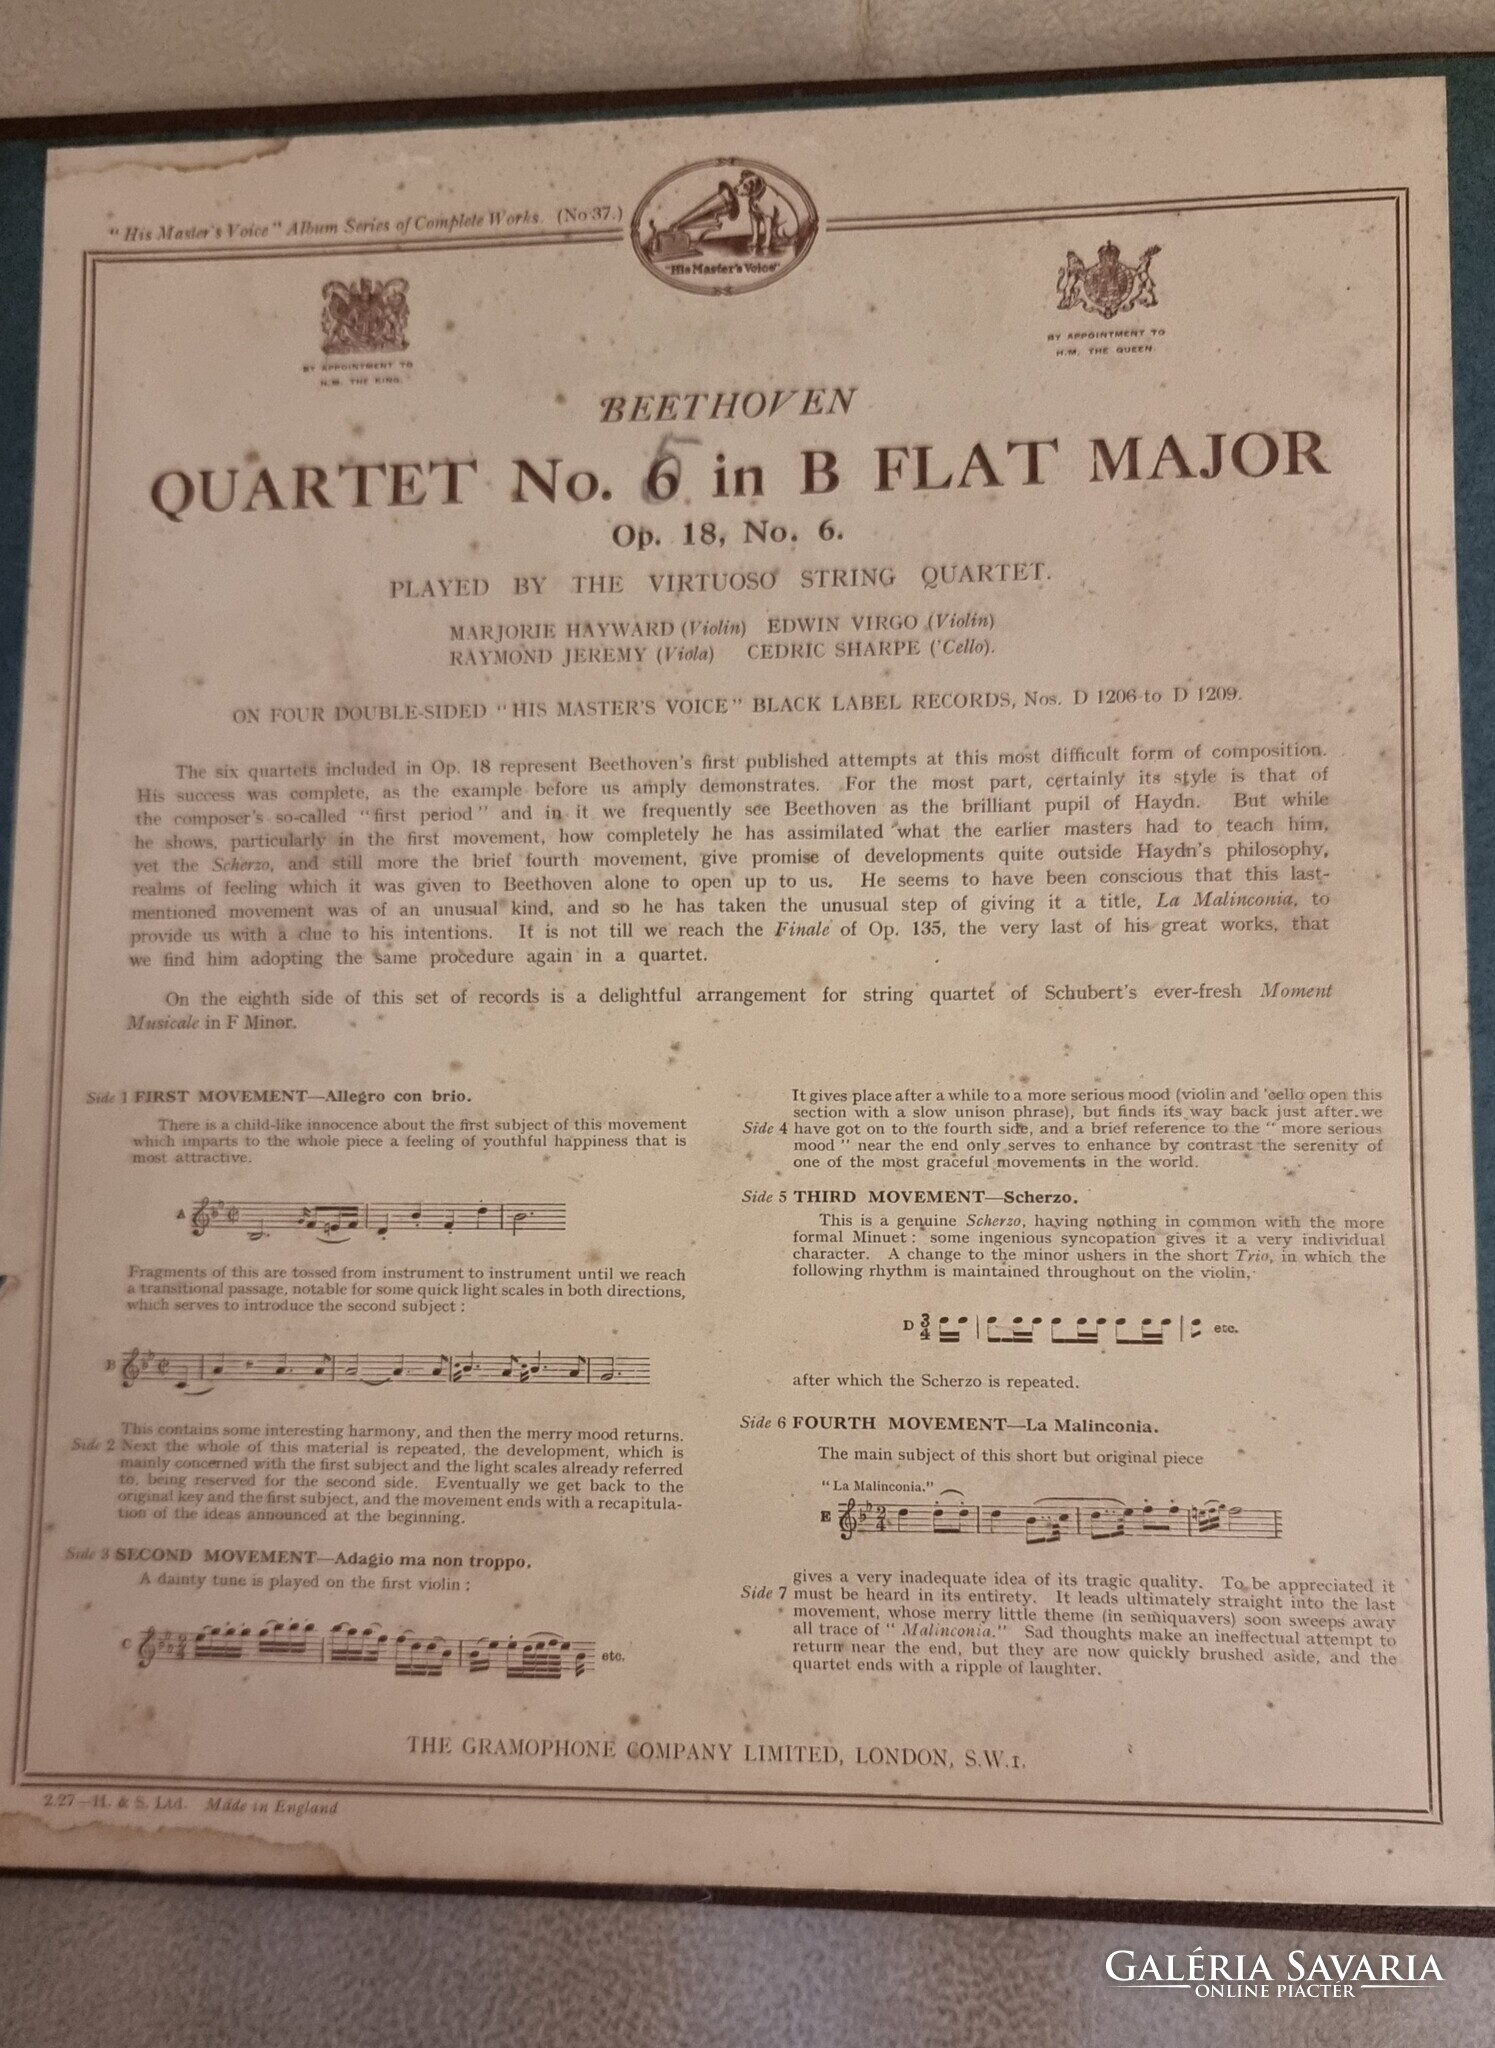 "His Master's Voice" Album Series of Complete Works. (No 37.)
"His Master's Voice"
BY APPOINTMENT TO
H.M. THE KING.
BY APPOINTMENT TO
H.M. THE QUEEN.
BEETHOVEN
QUARTET No. 6 in B FLAT MAJOR
Op. 18, No. 6.
PLAYED BY THE VIRTUOSO STRING QUARTET.
MARJORIE HAYWARD (Violin) EDWIN VIRGO (Violin)
RAYMOND JEREMY (Viola) CEDRIC SHARPE ('Cello).
ON FOUR DOUBLE-SIDED "HIS MASTER'S VOICE" BLACK LABEL RECORDS, Nos. D 1206 to D 1209.
The six quartets included in Op. 18 represent Beethoven's first published attempts at this most difficult form of composition.
His success was complete, as the example before us amply demonstrates. For the most part, certainly its style is that of
the composer's so-called "first period" and in it we frequently see Beethoven as the brilliant pupil of Haydn. But while
he shows, particularly in the first movement, how completely he has assimilated what the earlier masters had to teach him,
yet the Scherzo, and still more the brief fourth movement, give promise of developments quite outside Haydn's philosophy,
realms of feeling which it was given to Beethoven alone to open up to us. He seems to have been conscious that this last-
mentioned movement was of an unusual kind, and so he has taken the unusual step of giving it a title, La Malinconia, to
provide us with a clue to his intentions. It is not till we reach the Finale of Op. 135, the very last of his great works, that
we find him adopting the same procedure again in a quartet.
On the eighth side of this set of records is a delightful arrangement for string quartet of Schubert's ever-fresh Moment
Musicale in F Minor.
Side 1 FIRST MOVEMENT—Allegro con brio.
There is a child-like innocence about the first subject of this movement
which imparts to the whole piece a feeling of youthful happiness that is
most attractive.
A
Fragments of this are tossed from instrument to instrument until we reach
a transitional passage, notable for some quick light scales in both directions,
which serves to introduce the second subject :
B
This contains some interesting harmony, and then the merry mood returns.
Side 2 Next the whole of this material is repeated, the development, which is
mainly concerned with the first subject and the light scales already referred
to, being reserved for the second side. Eventually we get back to the
original key and the first subject, and the movement ends with a recapitula-
tion of the ideas announced at the beginning.
Side 3 SECOND MOVEMENT—Adagio ma non troppo.
A dainty tune is played on the first violin :
C etc.
It gives place after a while to a more serious mood (violin and 'cello open this
section with a slow unison phrase), but finds its way back just after we
Side 4 have got on to the fourth side, and a brief reference to the "more serious
mood" near the end only serves to enhance by contrast the serenity of
one of the most graceful movements in the world.
Side 5 THIRD MOVEMENT—Scherzo.
This is a genuine Scherzo, having nothing in common with the more
formal Minuet : some ingenious syncopation gives it a very individual
character. A change to the minor ushers in the short Trio, in which the
following rhythm is maintained throughout on the violin,
D 3/4 etc.
after which the Scherzo is repeated.
Side 6 FOURTH MOVEMENT—La Malinconia.
The main subject of this short but original piece
"La Malinconia."
E
gives a very inadequate idea of its tragic quality. To be appreciated it
Side 7 must be heard in its entirety. It leads ultimately straight into the last
movement, whose merry little theme (in semiquavers) soon sweeps away
all trace of "Malinconia." Sad thoughts make an ineffectual attempt to
return near the end, but they are now quickly brushed aside, and the
quartet ends with a ripple of laughter.
THE GRAMOPHONE COMPANY LIMITED, LONDON, S.W.1.
2.27—H. & S. Ltd. Made in England
GALÉRIA SAVARIA
ONLINE PIACTÉR